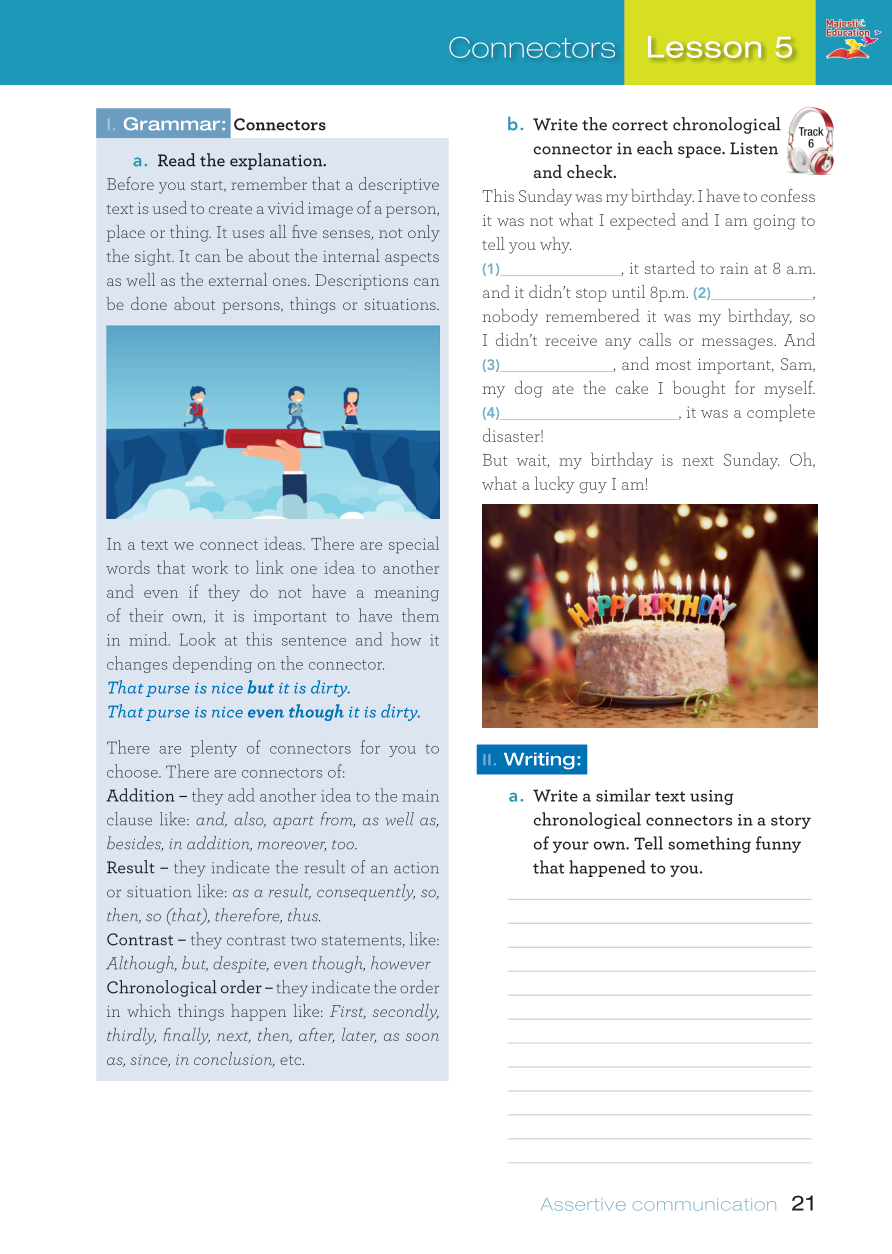 Connectors Lesson 5
Majestic
Education
I. Grammar: Connectors
a. Read the explanation.
Before you start, remember that a descriptive
text is used to create a vivid image of a person,
place or thing. It uses all five senses, not only
the sight. It can be about the internal aspects
as well as the external ones. Descriptions can
be done about persons, things or situations.
In a text we connect ideas. There are special
words that work to link one idea to another
and even if they do not have a meaning
of their own, it is important to have them
in mind. Look at this sentence and how it
changes depending on the connector.
That purse is nice but it is dirty.
That purse is nice even though it is dirty.
There are plenty of connectors for you to
choose. There are connectors of:
Addition – they add another idea to the main
clause like: and, also, apart from, as well as,
besides, in addition, moreover, too.
Result – they indicate the result of an action
or situation like: as a result, consequently, so,
then, so (that), therefore, thus.
Contrast – they contrast two statements, like:
Although, but, despite, even though, however
Chronological order – they indicate the order
in which things happen like: First, secondly,
thirdly, finally, next, then, after, later, as soon
as, since, in conclusion, etc.
b. Write the correct chronological
connector in each space. Listen
and check.
Track
6
This Sunday was my birthday. I have to confess
it was not what I expected and I am going to
tell you why.
(1)______________, it started to rain at 8 a.m.
and it didn't stop until 8p.m. (2)____________,
nobody remembered it was my birthday, so
I didn't receive any calls or messages. And
(3)_____________, and most important, Sam,
my dog ate the cake I bought for myself.
(4)_____________________, it was a complete
disaster!
But wait, my birthday is next Sunday. Oh,
what a lucky guy I am!
HAPPY BIRTHDAY
II. Writing:
a. Write a similar text using
chronological connectors in a story
of your own. Tell something funny
that happened to you.
Assertive communication 21